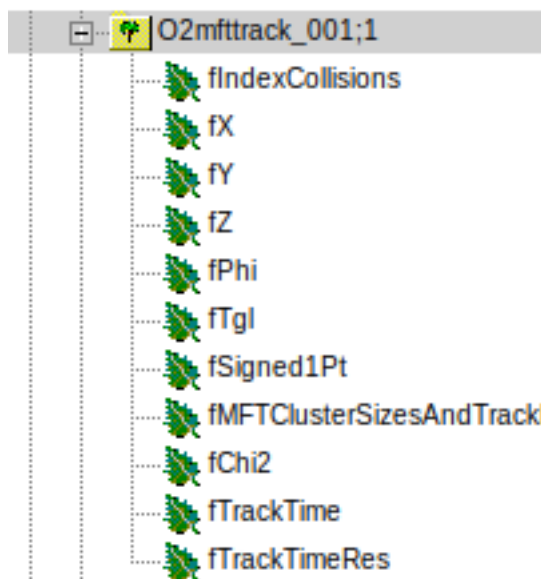 O2mfttrack_001;1
fIndexCollisions
fX
fY
fZ
fPhi
fTgl
fSigned1Pt
fMFTClusterSizesAndTrack
fChi2
fTrackTime
fTrackTimeRes